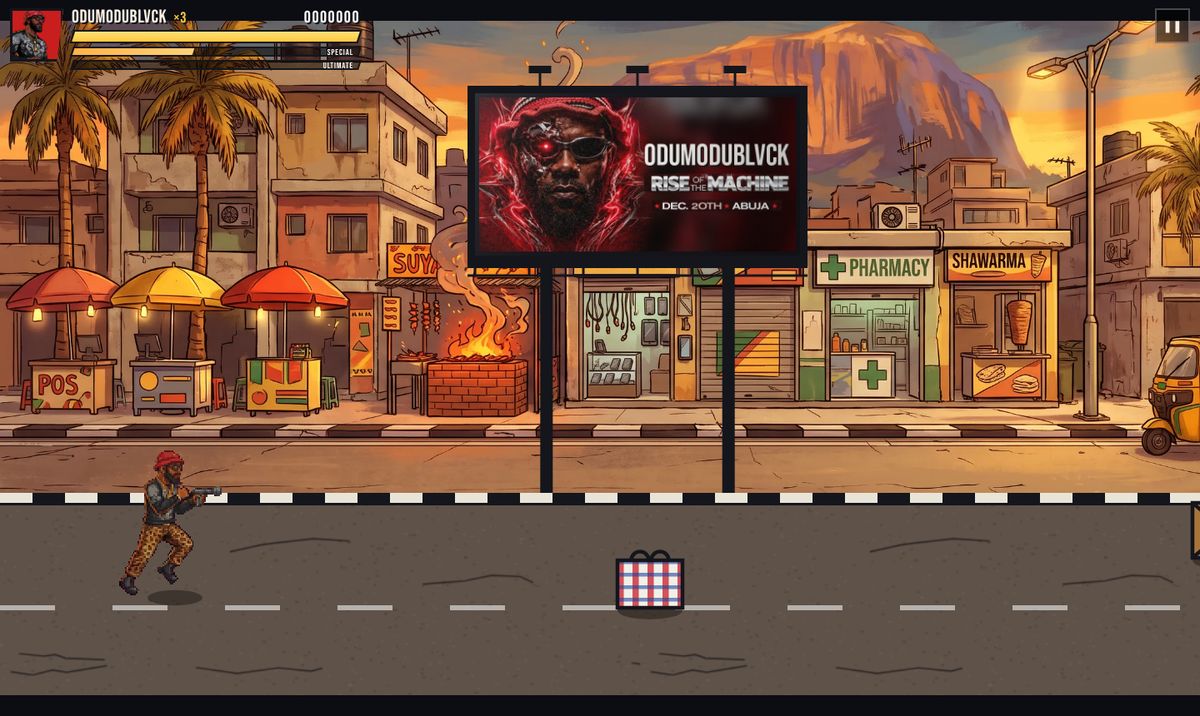 ODUMODUBLVCK ×3
0000000
SPECIAL
ULTIMATE
ODUMODUBLVCK
RISE OF THE MACHINE
DEC. 20TH ABUJA
SUYA
PHARMACY
SHAWARMA
POS